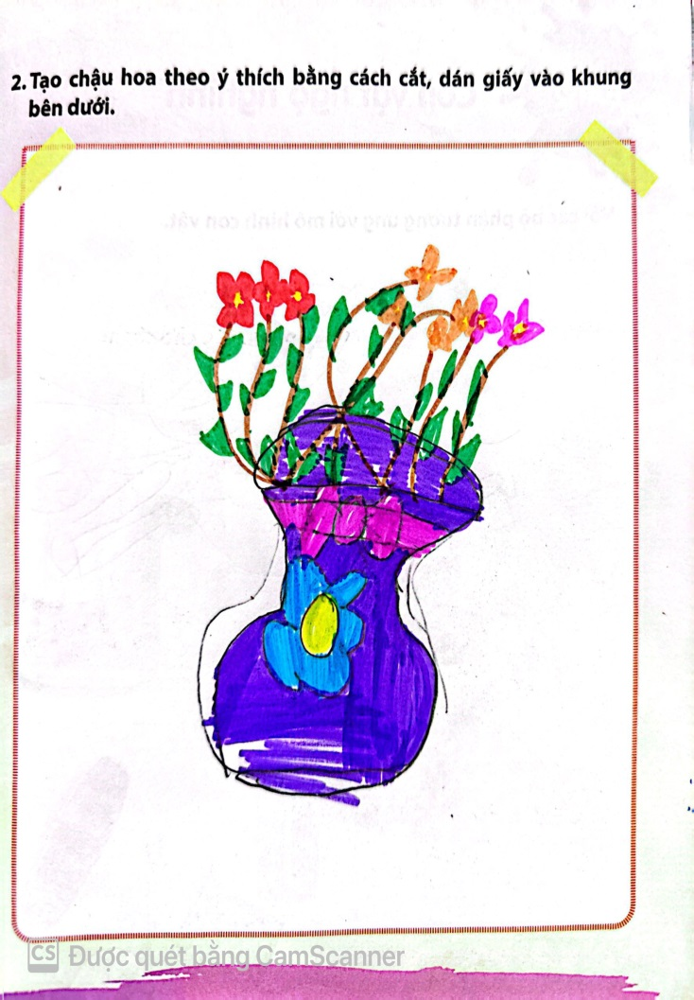 2. Tạo chậu hoa theo ý thích bằng cách cắt, dán giấy vào khung
bên dưới.
CS Được quét bằng CamScanner